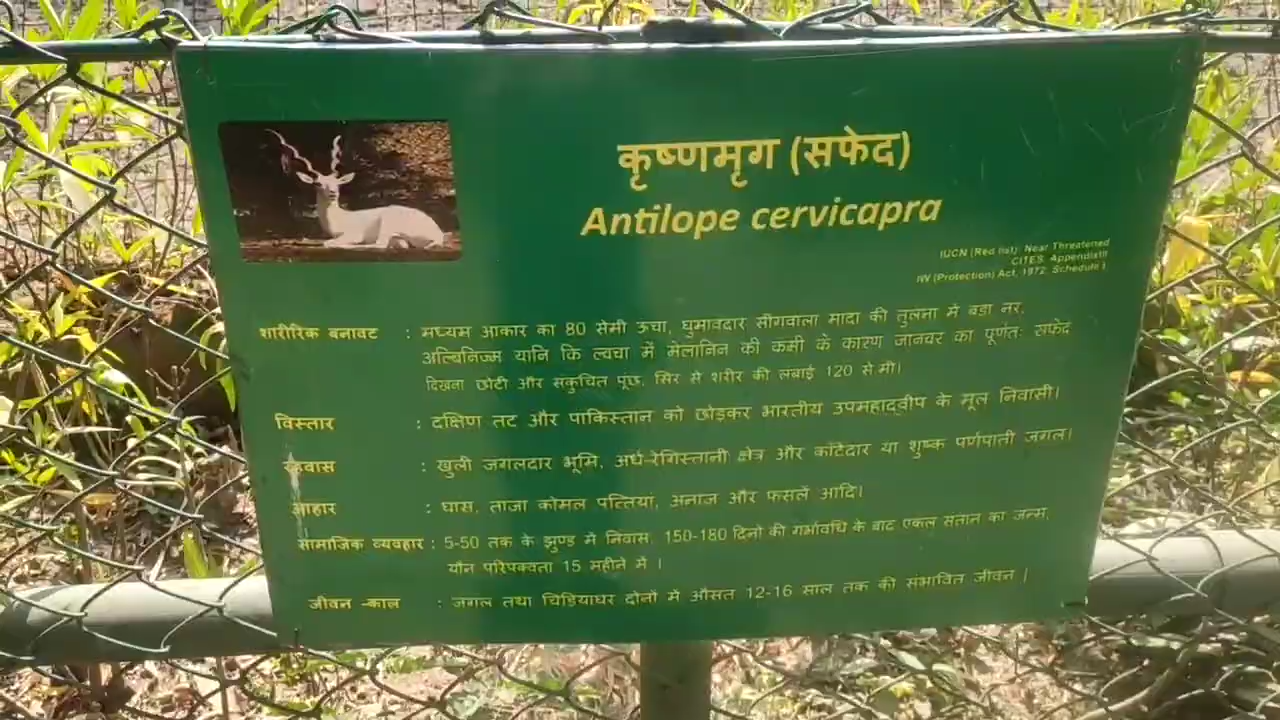 कृष्णमृग (सफेद)
Antilope cervicapra
IUCN (Red list): Near Threatened
CITES: AppendixIII
IW (Protection) Act, 1972: Schedule I
शारीरिक बनावट : मध्यम आकार का 80 सेमी ऊंचा, घुमावदार सींगवाला मादा की तुलना में बड़ा नर,
अल्बिनिज्म यानि कि त्वचा में मेलानिन की कमी के कारण जानवर का पूर्णतः सफेद
दिखना छोटी और संकुचित पूंछ, सिर से शरीर की लंबाई 120 से मी।
विस्तार : दक्षिण तट और पाकिस्तान को छोड़कर भारतीय उपमहाद्वीप के मूल निवासी।
रहवास : खुली जंगलदार भूमि, अर्ध-रेगिस्तानी क्षेत्र और काँटेदार या शुष्क पर्णपाती जंगल।
आहार : घास, ताजा कोमल पत्तियां, अनाज और फसलें आदि।
सामाजिक व्यवहार : 5-50 तक के झुण्ड में निवास, 150-180 दिनों की गर्भावधि के बाद एकल संतान का जन्म,
यौन परिपक्वता 15 महीने में ।
जीवन -काल : जंगल तथा चिड़ियाघर दोनों में औसत 12-16 साल तक की संभावित जीवन |